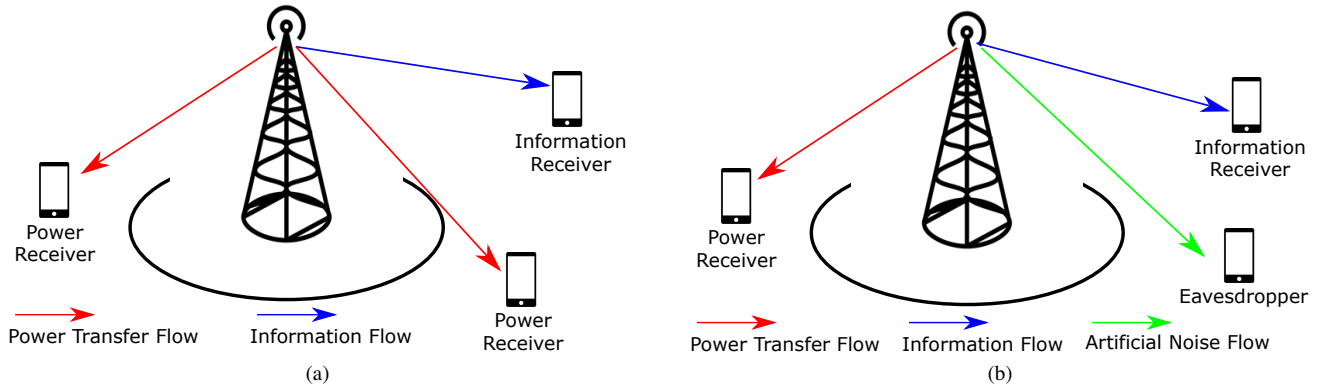 Information
Receiver
Power
Receiver
Power
Receiver
Power Transfer Flow
Information Flow
(a)
Information
Receiver
Power
Receiver
Eavesdropper
Power Transfer Flow
Information Flow
Artificial Noise Flow
(b)